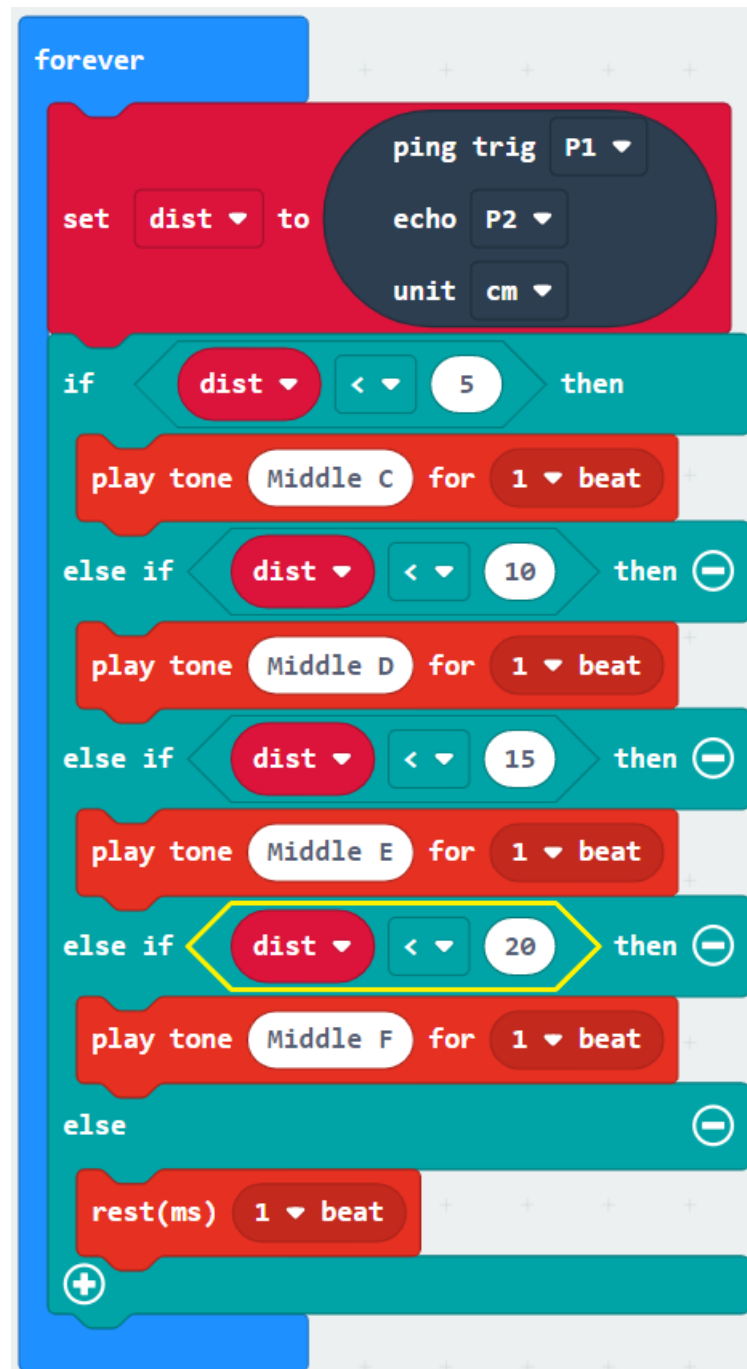 forever
ping trig P1
set dist to echo P2
unit cm
if dist < 5 then
play tone Middle C for 1 beat
else if dist < 10 then
play tone Middle D for 1 beat
else if dist < 15 then
play tone Middle E for 1 beat
else if dist < 20 then
play tone Middle F for 1 beat
else
rest(ms) 1 beat